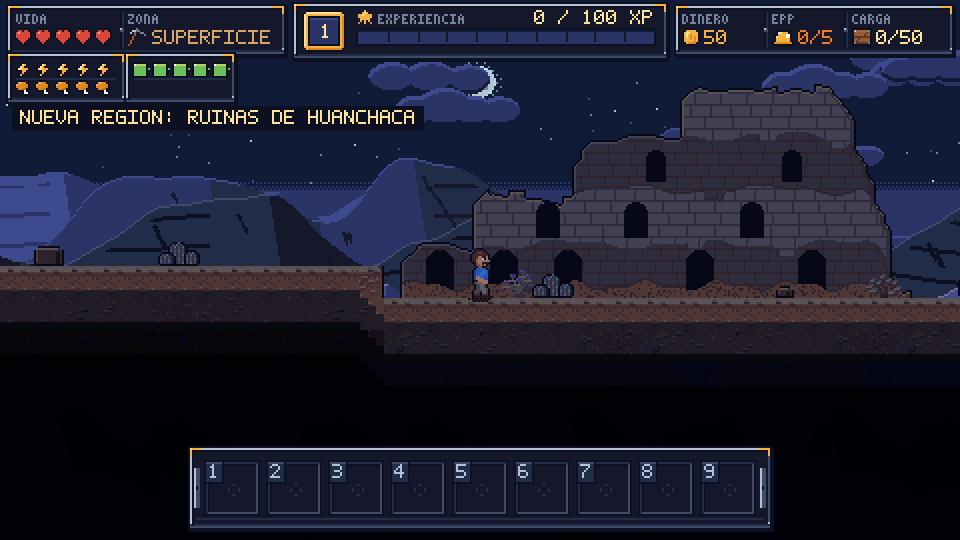 VIDA
ZONA
SUPERFICIE
1
EXPERIENCIA
0 / 100 XP
DINERO
50
EPP
0/5
CARGA
0/50
NUEVA REGION: RUINAS DE HUANCHACA
1 2 3 4 5 6 7 8 9